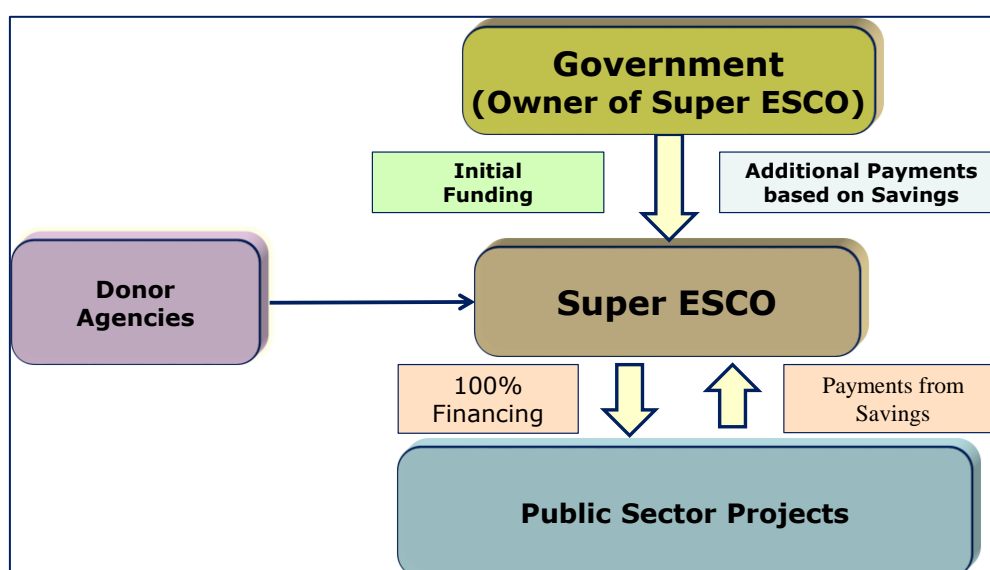 Government
(Owner of Super ESCO)
Initial
Funding
Additional Payments
based on Savings
Donor
Agencies
Super ESCO
100%
Financing
Payments from
Savings
Public Sector Projects